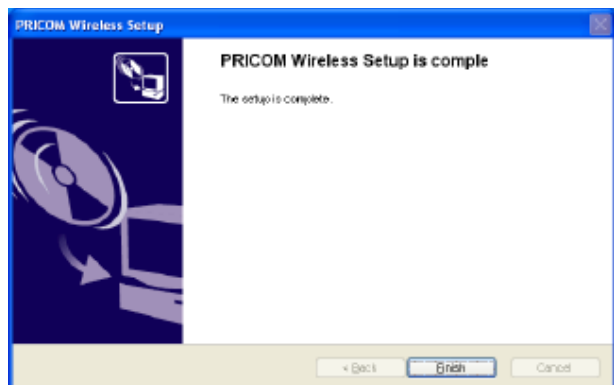 PRICOM Wireless Setup
PRICOM Wireless Setup is comple
The setup is complete.
< Back
Finish
Cancel